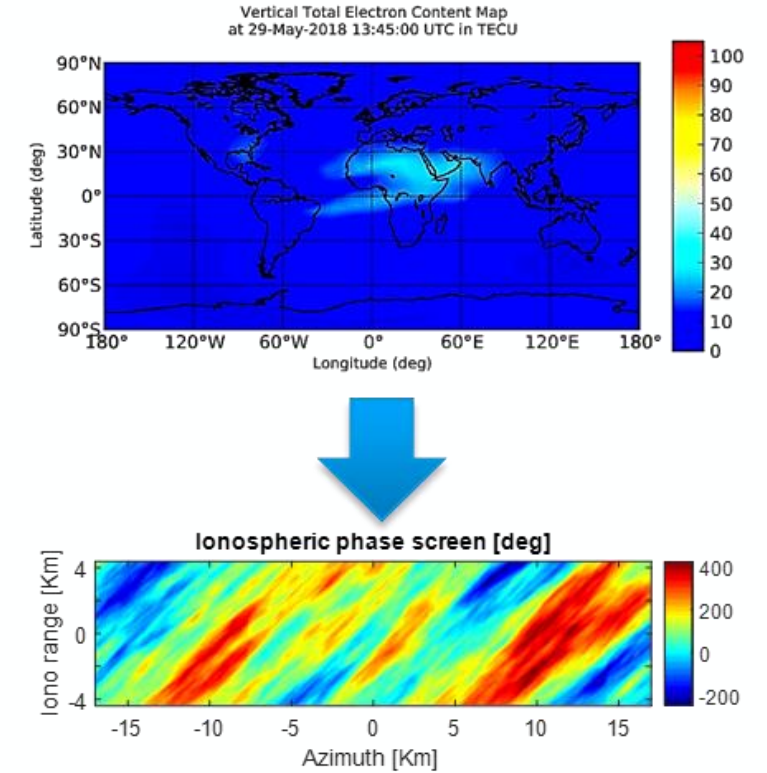 Vertical Total Electron Content Map
at 29-May-2018 13:45:00 UTC in TECU
90°N
60°N
30°N
0°
30°S
60°S
90°S
Latitude (deg)
180° 120°W 60°W 0° 60°E 120°E 180°
Longitude (deg)
100
90
80
70
60
50
40
30
20
10
0
Ionospheric phase screen [deg]
Iono range [Km]
4
0
-4
-15 -10 -5 0 5 10 15
Azimuth [Km]
400
200
0
-200